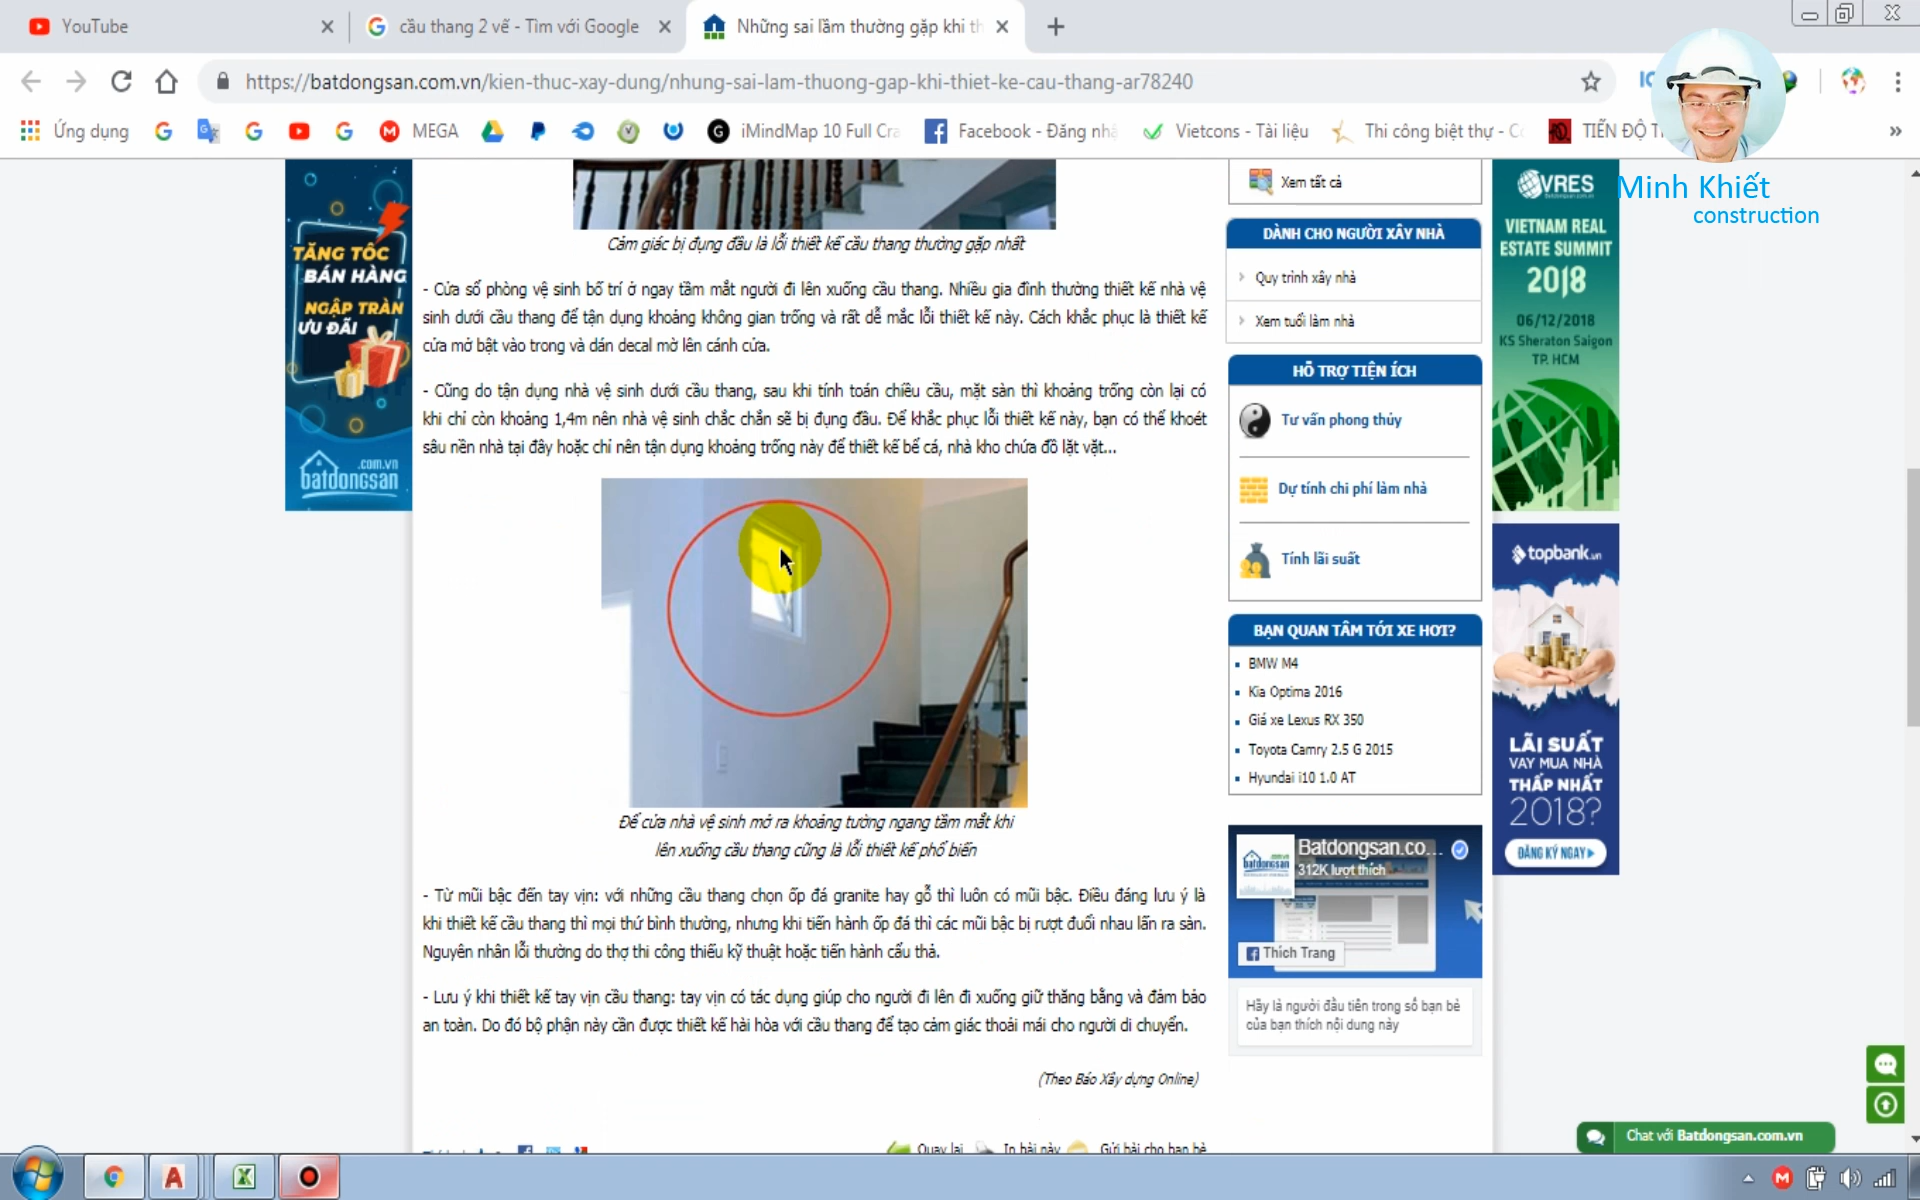 YouTube
cầu thang 2 vế - Tìm với Google
Những sai lầm thường gặp khi th
https://batdongsan.com.vn/kien-thuc-xay-dung/nhung-sai-lam-thuong-gap-khi-thiet-ke-cau-thang-ar78240
Ứng dụng
MEGA
iMindMap 10 Full Cra
Facebook - Đăng nhậ
Vietcons - Tài liệu
Thi công biệt thự - Cô
TIẾN ĐỘ T
Minh Khiết
construction
TĂNG TỐC
BÁN HÀNG
NGẬP TRÀN
ƯU ĐÃI
.com.vn
batdongsan
Cảm giác bị đụng đầu là lỗi thiết kế cầu thang thường gặp nhất
- Cửa sổ phòng vệ sinh bố trí ở ngay tầm mắt người đi lên xuống cầu thang. Nhiều gia đình thường thiết kế nhà vệ
sinh dưới cầu thang để tận dụng khoảng không gian trống và rất dễ mắc lỗi thiết kế này. Cách khắc phục là thiết kế
cửa mở bật vào trong và dán decal mờ lên cánh cửa.
- Cũng do tận dụng nhà vệ sinh dưới cầu thang, sau khi tính toán chiều cầu, mặt sàn thì khoảng trống còn lại có
khi chỉ còn khoảng 1,4m nên nhà vệ sinh chắc chắn sẽ bị đụng đầu. Để khắc phục lỗi thiết kế này, bạn có thể khoét
sâu nền nhà tại đây hoặc chỉ nên tận dụng khoảng trống này để thiết kế bể cá, nhà kho chứa đồ lặt vặt...
Để cửa nhà vệ sinh mở ra khoảng tường ngang tầm mắt khi
lên xuống cầu thang cũng là lỗi thiết kế phổ biến
- Từ mũi bậc đến tay vịn: với những cầu thang chọn ốp đá granite hay gỗ thì luôn có mũi bậc. Điều đáng lưu ý là
khi thiết kế cầu thang thì mọi thứ bình thường, nhưng khi tiến hành ốp đá thì các mũi bậc bị rượt đuổi nhau lấn ra sàn.
Nguyên nhân lỗi thường do thợ thi công thiếu kỹ thuật hoặc tiến hành cẩu thả.
- Lưu ý khi thiết kế tay vịn cầu thang: tay vịn có tác dụng giúp cho người đi lên đi xuống giữ thăng bằng và đảm bảo
an toàn. Do đó bộ phận này cần được thiết kế hài hòa với cầu thang để tạo cảm giác thoải mái cho người di chuyển.
(Theo Báo Xây dựng Online)
Quay lại
In bài này
Gửi bài cho bạn bè
Xem tất cả
DÀNH CHO NGƯỜI XÂY NHÀ
Quy trình xây nhà
Xem tuổi làm nhà
HỖ TRỢ TIỆN ÍCH
Tư vấn phong thủy
Dự tính chi phí làm nhà
Tính lãi suất
BẠN QUAN TÂM TỚI XE HƠI?
BMW M4
Kia Optima 2016
Giá xe Lexus RX 350
Toyota Camry 2.5 G 2015
Hyundai i10 1.0 AT
Batdongsan.co...
312K lượt thích
Thích Trang
Hãy là người đầu tiên trong số bạn bè
của bạn thích nội dung này
VRES
VIETNAM REAL
ESTATE SUMMIT
2018
06/12/2018
KS Sheraton Saigon
TP. HCM
topbank.vn
LÃI SUẤT
VAY MUA NHÀ
THẤP NHẤT
2018?
ĐĂNG KÝ NGAY
Chat với Batdongsan.com.vn